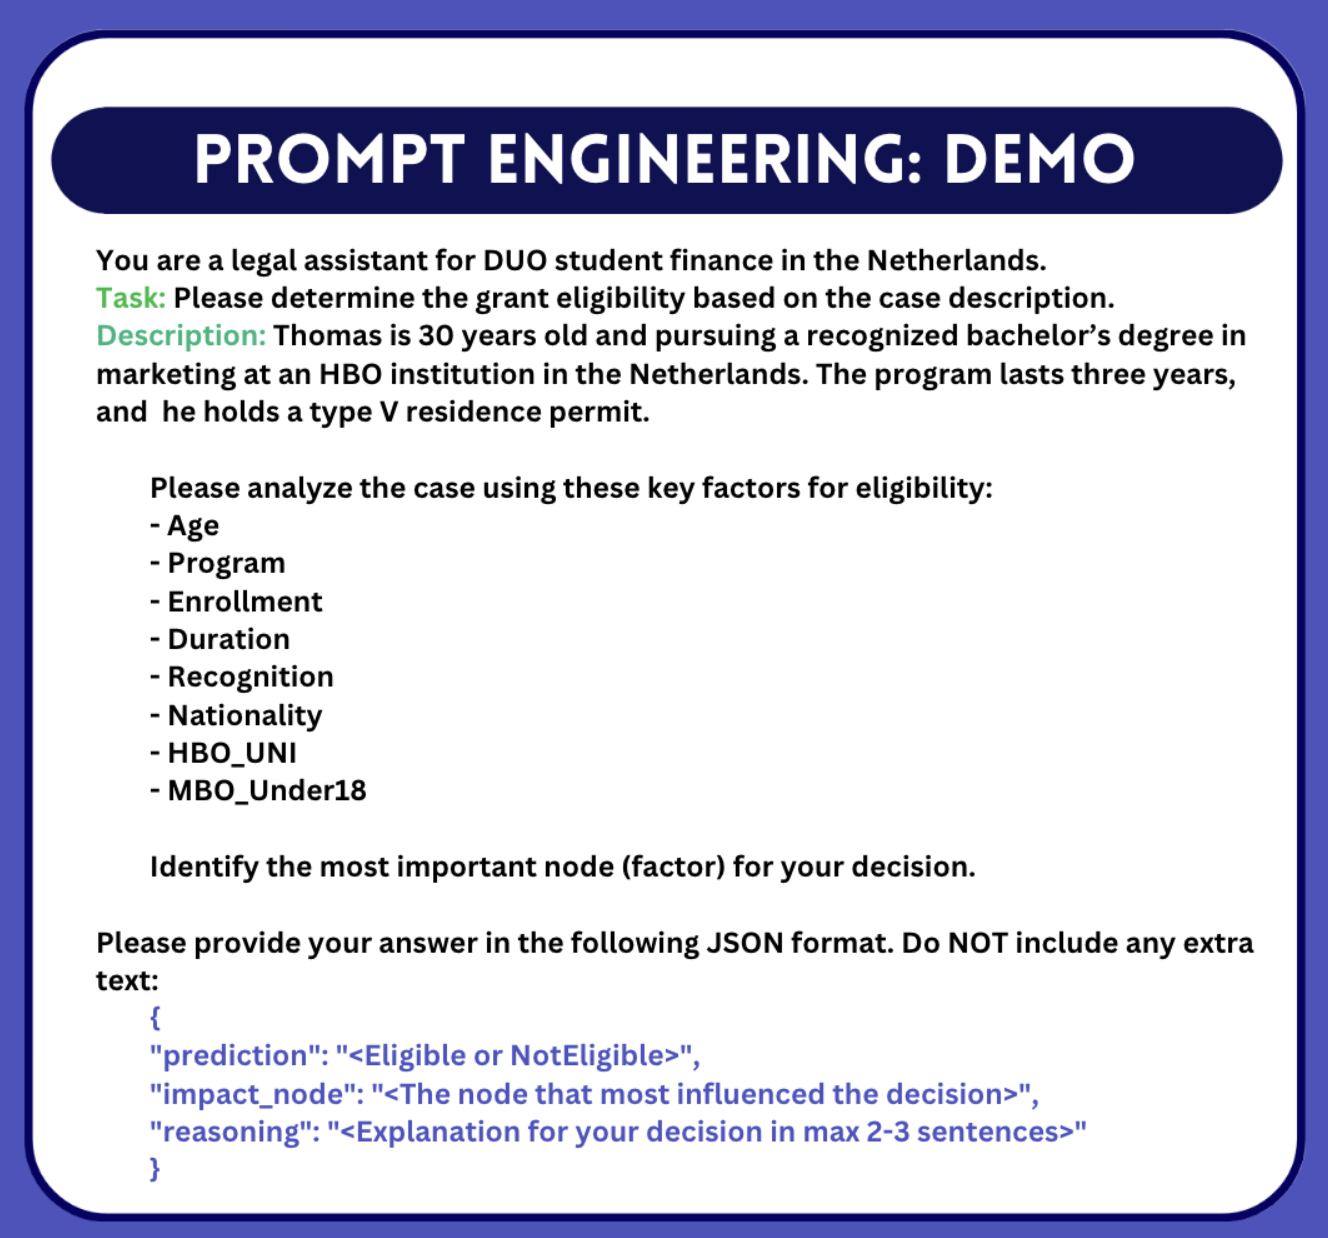 PROMPT ENGINEERING: DEMO
You are a legal assistant for DUO student finance in the Netherlands.
Task: Please determine the grant eligibility based on the case description.
Description: Thomas is 30 years old and pursuing a recognized bachelor's degree in
marketing at an HBO institution in the Netherlands. The program lasts three years,
and  he holds a type V residence permit.
Please analyze the case using these key factors for eligibility:
- Age
- Program
- Enrollment
- Duration
- Recognition
- Nationality
- HBO_UNI
- MBO_Under18
Identify the most important node (factor) for your decision.
Please provide your answer in the following JSON format. Do NOT include any extra
text:
{
"prediction": "<Eligible or NotEligible>",
"impact_node": "<The node that most influenced the decision>",
"reasoning": "<Explanation for your decision in max 2-3 sentences>"
}